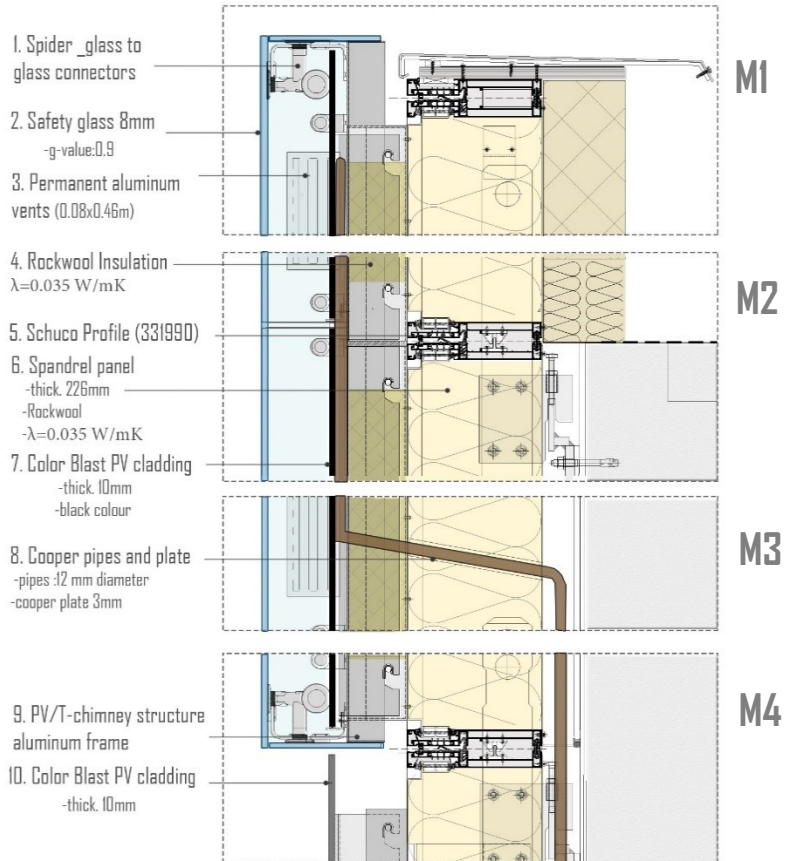 1. Spider _glass to
glass connectors
2. Safety glass 8mm
-g-value:0.9
3. Permanent aluminum
vents (0.08x0.46m)
4. Rockwool Insulation
λ=0.035 W/mK
5. Schuco Profile (331990)
6. Spandrel panel
-thick. 226mm
-Rockwool
-λ=0.035 W/mK
7. Color Blast PV cladding
-thick. 10mm
-black colour
8. Cooper pipes and plate
-pipes :12 mm diameter
-cooper plate 3mm
9. PV/T-chimney structure
aluminum frame
10. Color Blast PV cladding
-thick. 10mm
M1
M2
M3
M4